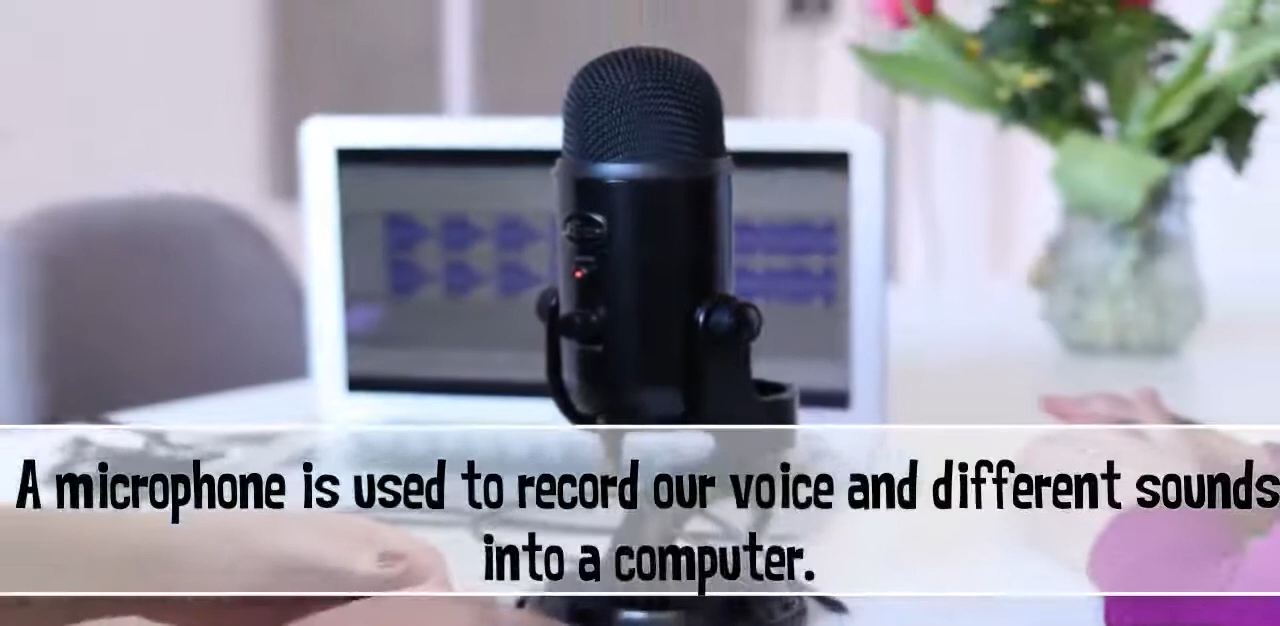 A microphone is used to record our voice and different sounds
into a computer.